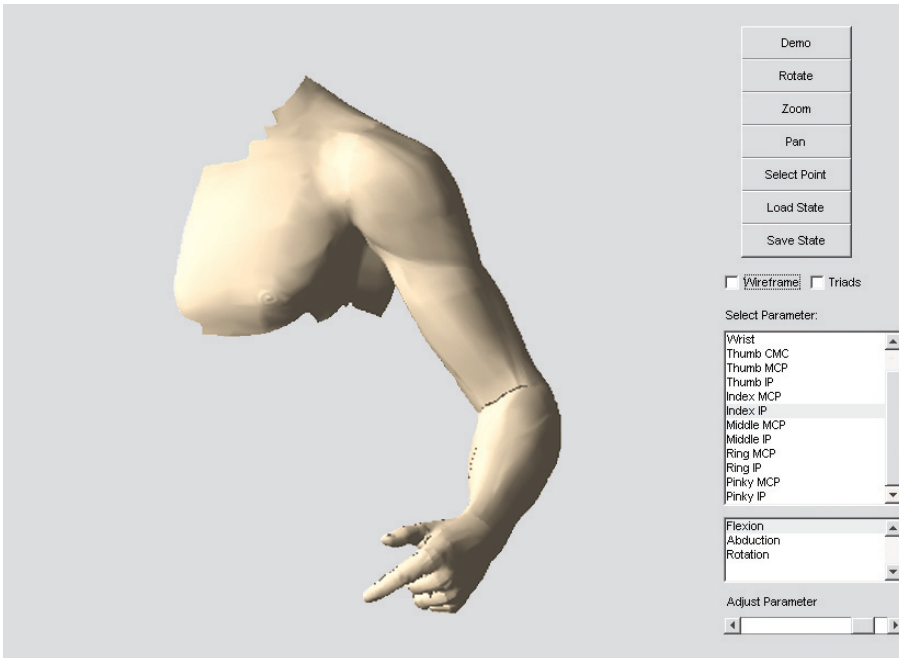 Demo
Rotate
Zoom
Pan
Select Point
Load State
Save State
Wireframe Triads
Select Parameter:
Wrist
Thumb CMC
Thumb MCP
Thumb IP
Index MCP
Index IP
Middle MCP
Middle IP
Ring MCP
Ring IP
Pinky MCP
Pinky IP
Flexion
Abduction
Rotation
Adjust Parameter